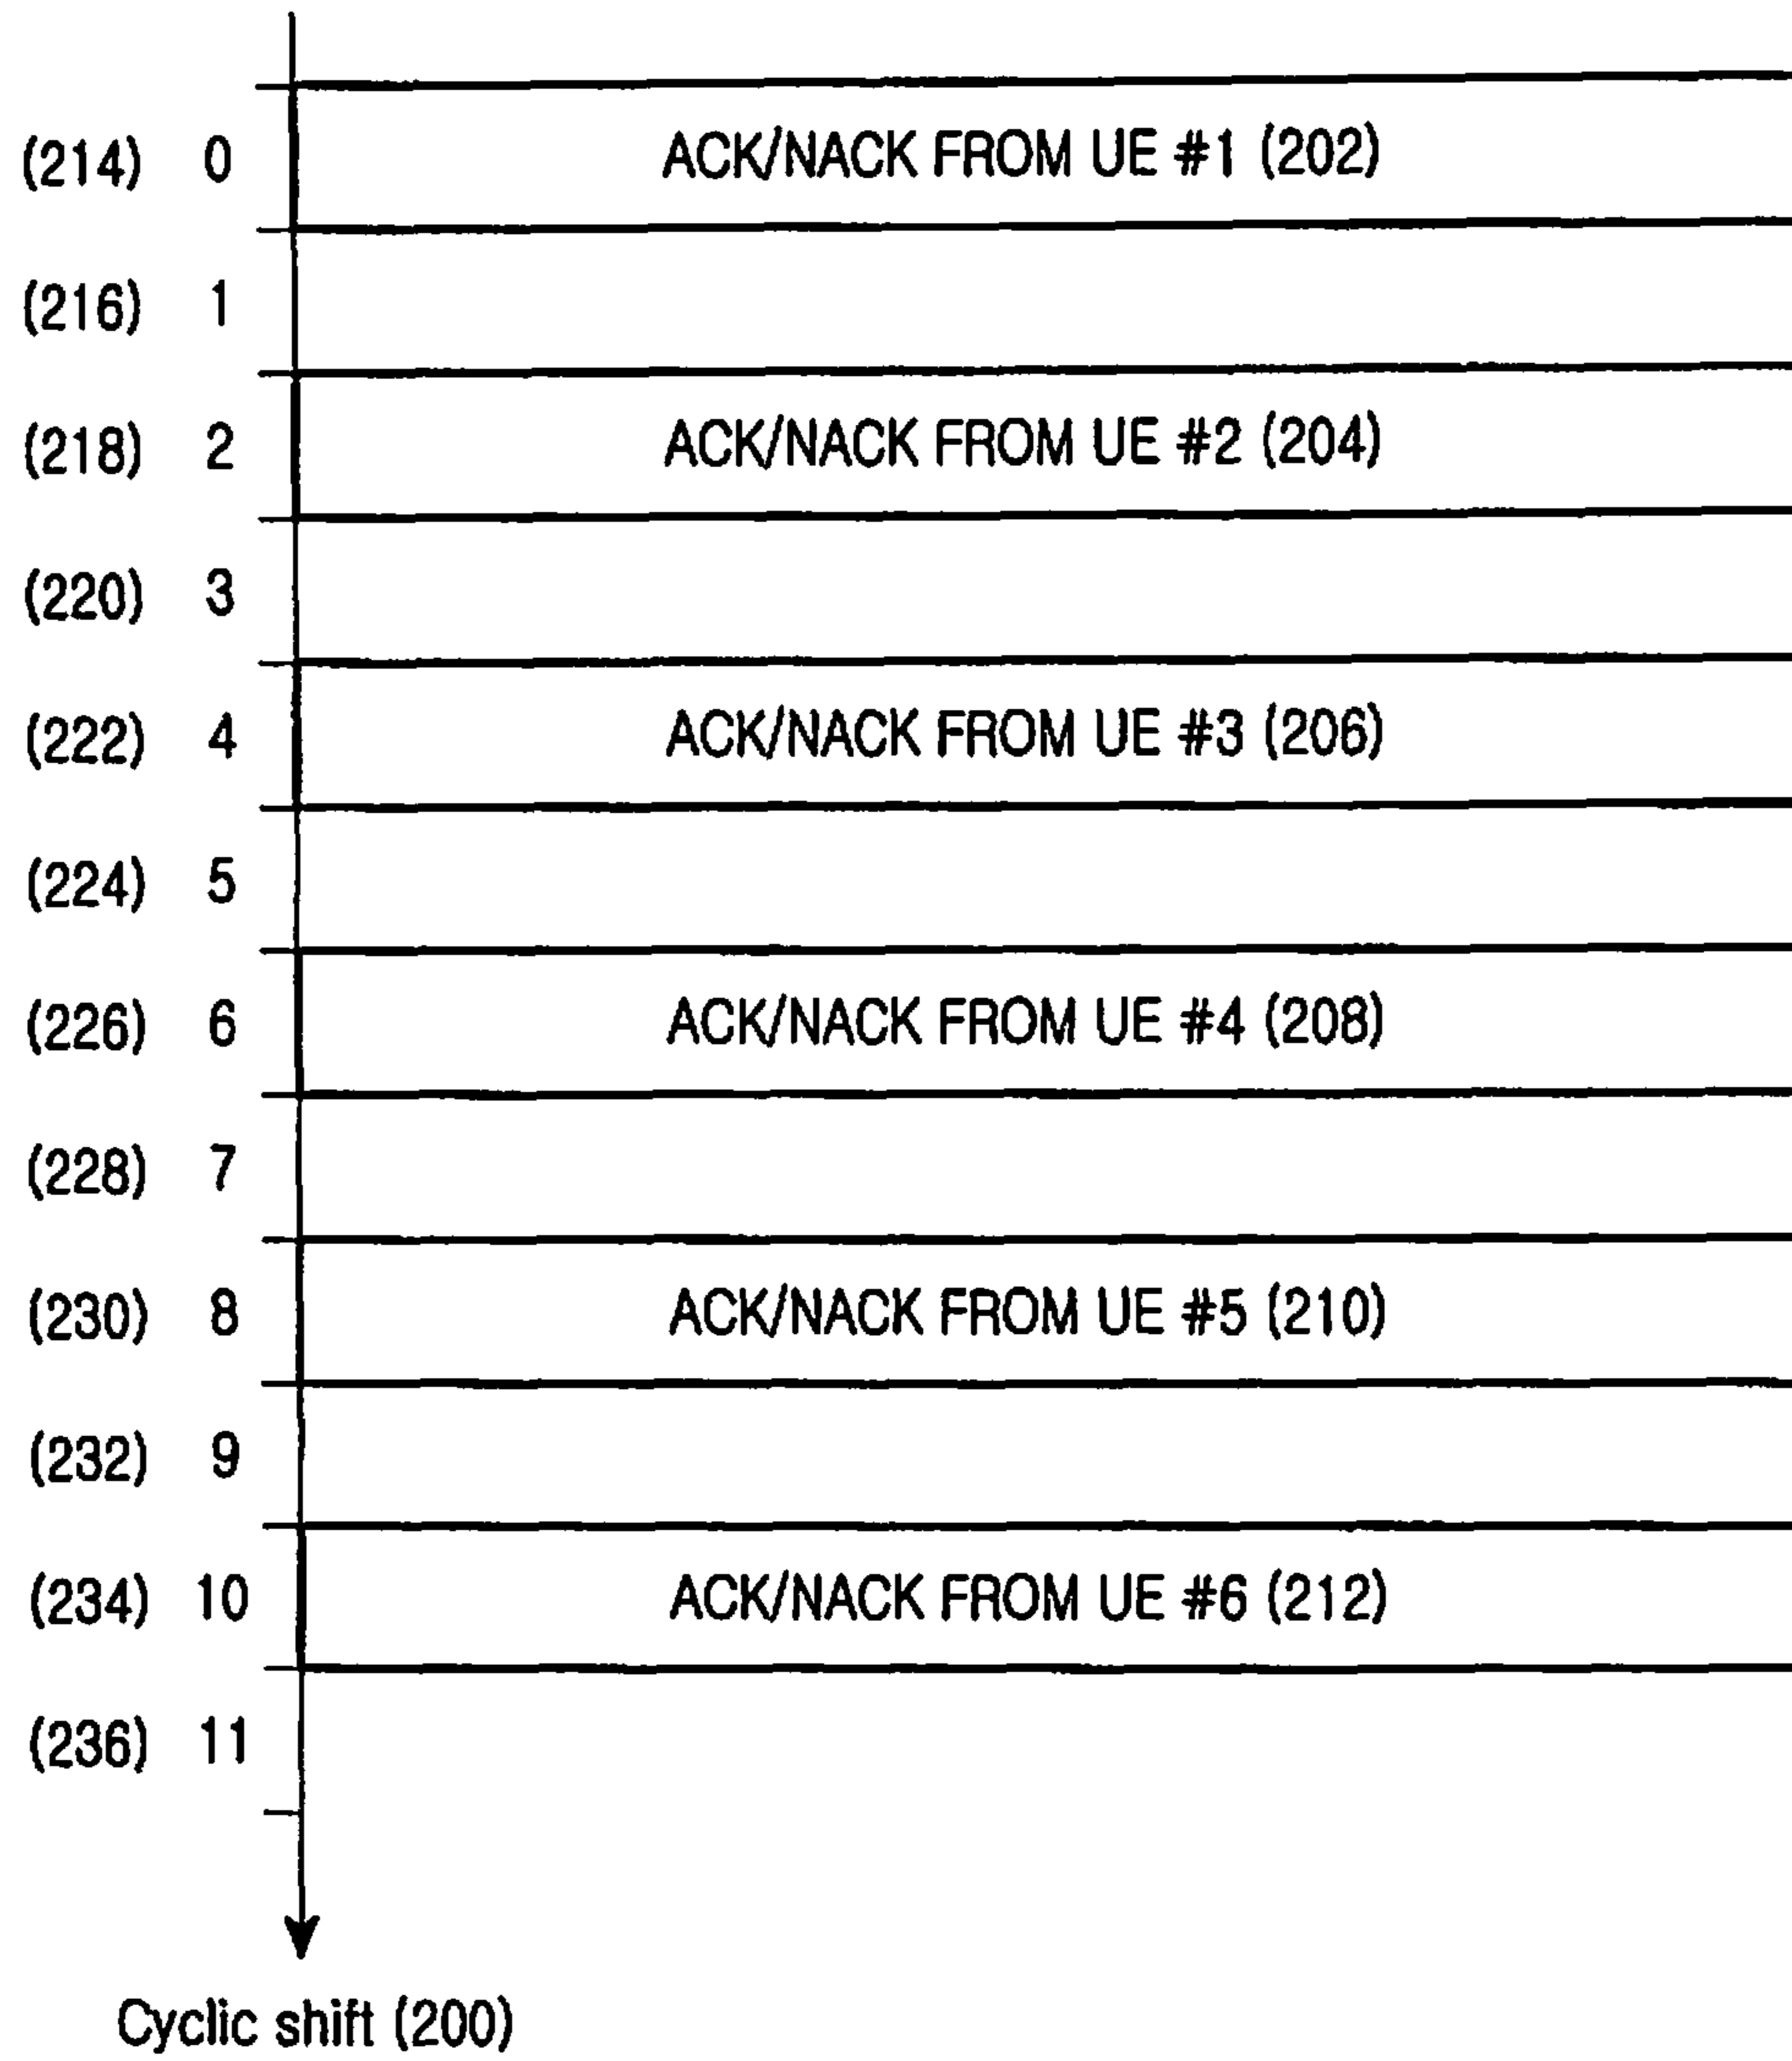 (214) 0 ACK/NACK FROM UE #1 (202)
(216) 1
(218) 2 ACK/NACK FROM UE #2 (204)
(220) 3
(222) 4 ACK/NACK FROM UE #3 (206)
(224) 5
(226) 6 ACK/NACK FROM UE #4 (208)
(228) 7
(230) 8 ACK/NACK FROM UE #5 (210)
(232) 9
(234) 10 ACK/NACK FROM UE #6 (212)
(236) 11
Cyclic shift (200)